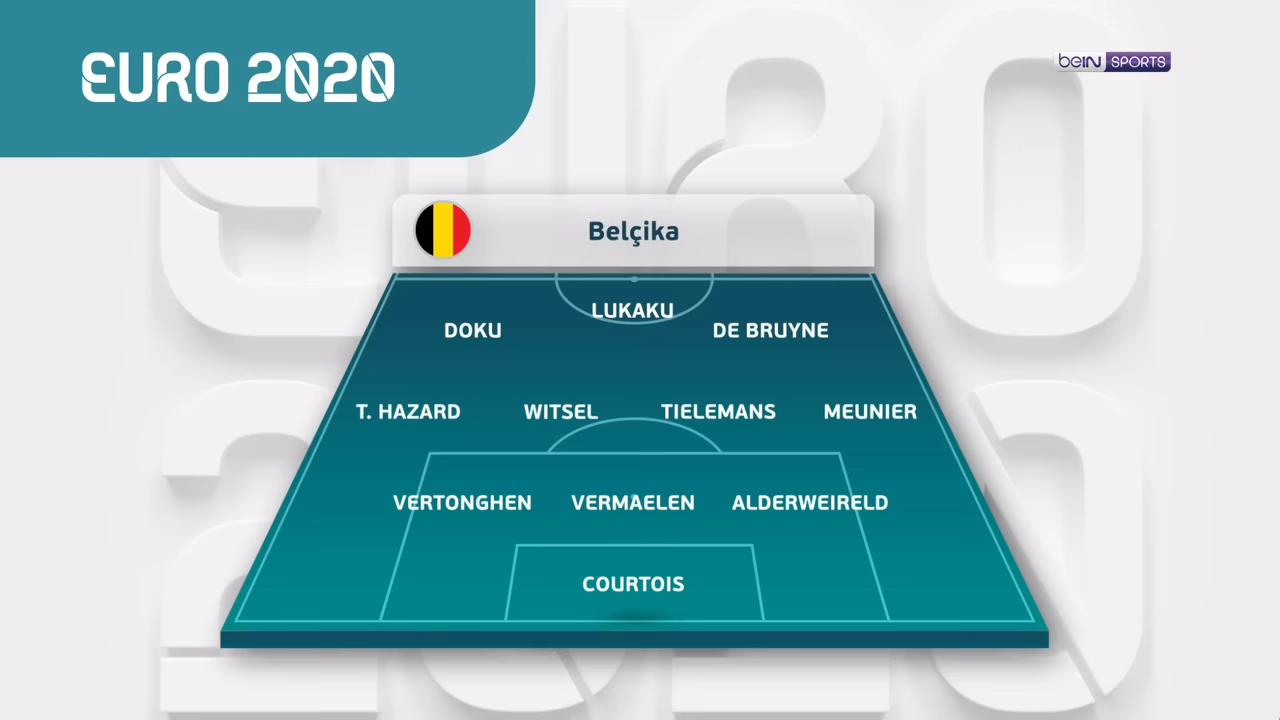 EURO 2020
beIN SPORTS
Belçika
LUKAKU
DOKU DE BRUYNE
T. HAZARD WITSEL TIELEMANS MEUNIER
VERTONGHEN VERMAELEN ALDERWEIRELD
COURTOIS